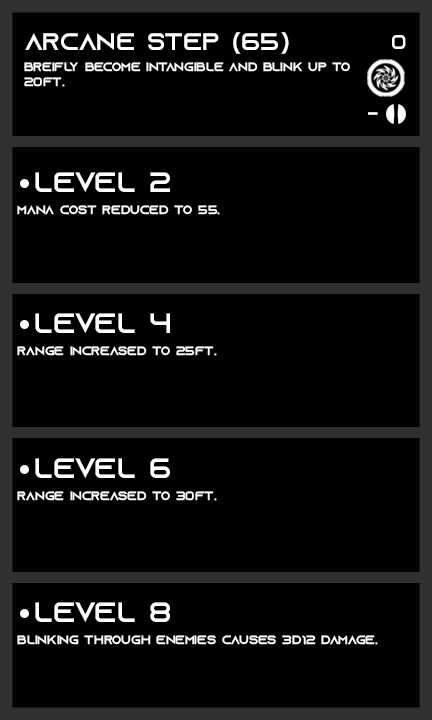 ARCANE STEP (65)
0
BREIFLY BECOME INTANGIBLE AND BLINK UP TO
20FT.
-
•LEVEL 2
MANA COST REDUCED TO 55.
•LEVEL 4
RANGE INCREASED TO 25FT.
•LEVEL 6
RANGE INCREASED TO 30FT.
•LEVEL 8
BLINKING THROUGH ENEMIES CAUSES 3D12 DAMAGE.